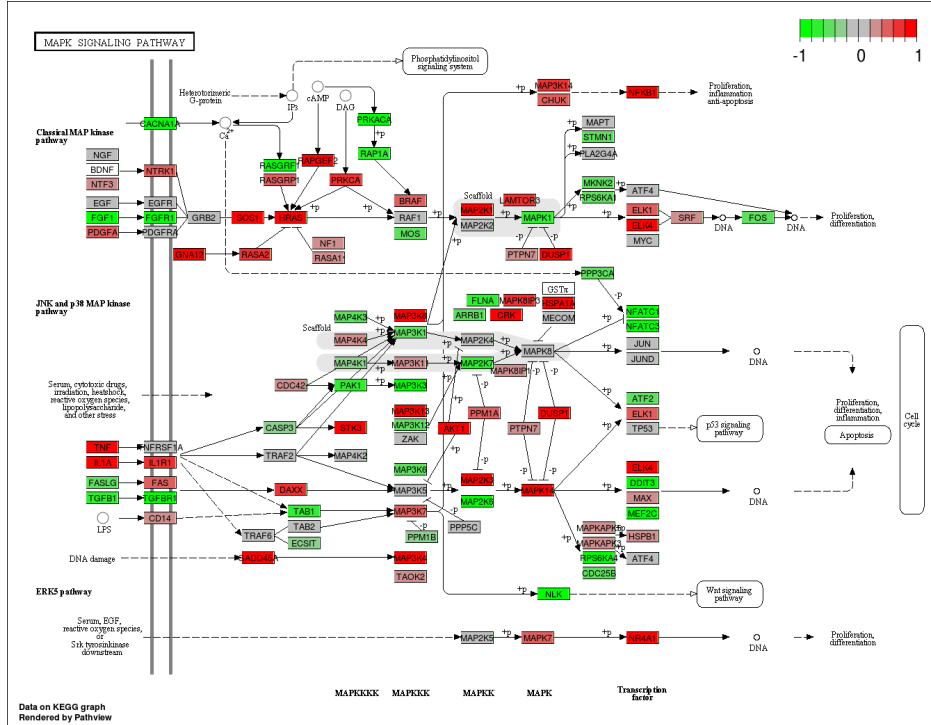 MAPK SIGNALING PATHWAY
-1 0 1
Phosphatidylinositol
signaling system
Heterotorimeric
G-protein
IP3
cAMP
DAG
Ca2+
CACNA1A
PRKACA
+p
RAP1A
RASGRF1
RASGRP1
RAPGEF2
PRKCA
+p
MAP3K14
CHUK
+p
NFKB1
Proliferation,
inflammation
anti-apoptosis
Classical MAP kinase
pathway
NGF
BDNF
NTF3
NTRK1
EGF
EGFR
FGF1
FGFR1
PDGFA
PDGFRA
GRB2
SOS1
HRAS
+p
GNA12
RASA2
NF1
RASA1
BRAF
RAF1
MOS
+p
Scaffold
MAP2K1
MAP2K2
LAMTOR3
+p
MAPK1
PTPN7
DUSP1
-p
-p
MAPT
STMN1
PLA2G4A
MKNK2
RPS6KA1
+p
ATF4
ELK1
ELK4
MYC
SRF
DNA
FOS
DNA
Proliferation,
differentiation
PPP3CA
-p
JNK and p38 MAP kinase
pathway
Scaffold
MAP4K3
MAP4K4
MAP4K1
CDC42
PAK1
MAP3K8
MAP3K1
MAP3K11
MAP3K3
FLNA
ARRB1
MAPK8IP3
CRK
GSTπ
HSPA1A
MECOM
MAP2K4
MAP2K7
MAPK8
MAPK8IP1
NFATC1
NFATC3
JUN
JUND
DNA
Serum, cytotoxic drugs,
irradiation, heatshock,
reactive oxygen species,
lipopolysaccharide,
and other stress
CASP3
STK3
TRAF2
MAP4K2
MAP3K13
MAP3K12
ZAK
AKT1
PPM1A
PTPN7
DUSP1
ATF2
ELK1
TP53
p53 signaling
pathway
Proliferation,
differentiation,
inflammation
Apoptosis
Cell
cycle
TNF
TNFRSF1A
IL1A
IL1R1
FASLG
FAS
TGFB1
TGFBR1
LPS
CD14
DAXX
TAB1
TAB2
ECSIT
TRAF6
MAP3K6
MAP3K5
MAP3K7
PPM1B
PPP5C
MAP2K3
MAP2K6
MAPK14
ELK4
DDIT3
MAX
MEF2C
DNA
MAPKAPK3
HSPB1
RPS6KA4
ATF4
CDC25B
DNA damage
GADD45A
MAP3K4
TAOK2
NLK
+p
Wnt signaling
pathway
ERK5 pathway
Serum, EGF,
reactive oxygen species,
or
Srk tyrosinkinase
downstream
MAP2K5
+p
MAPK7
+p
NR4A1
DNA
Proliferation,
differentiation
MAPKKKK MAPKKK MAPKK MAPK Transcription
factor
Data on KEGG graph
Rendered by Pathview